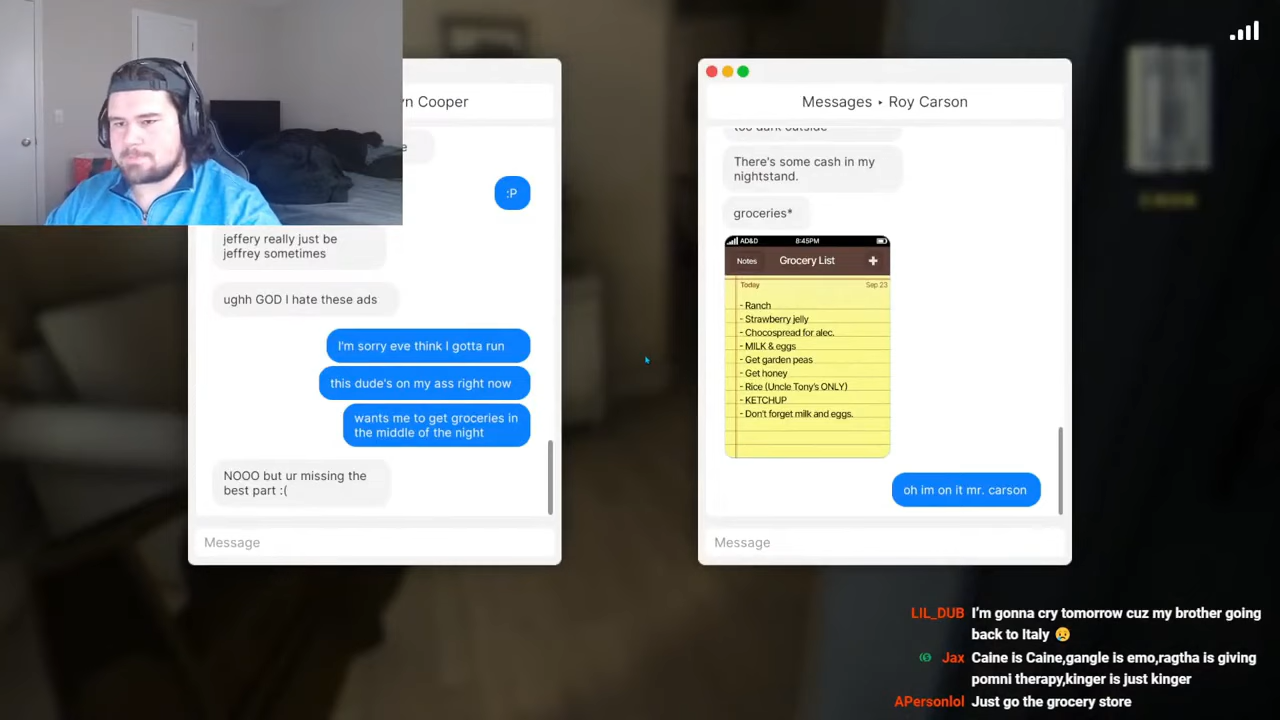 yn Cooper
e
:P
jeffery really just be
jeffrey sometimes
ughh GOD I hate these ads
I'm sorry eve think I gotta run
this dude's on my ass right now
wants me to get groceries in
the middle of the night
NOOO but ur missing the
best part :(
Message
Messages ▸ Roy Carson
too dark outside
There's some cash in my
nightstand.
groceries*
AD&D 8:45PM
Notes Grocery List +
Today Sep 23
- Ranch
- Strawberry jelly
- Chocospread for alec.
- MILK & eggs
- Get garden peas
- Get honey
- Rice (Uncle Tony's ONLY)
- KETCHUP
- Don't forget milk and eggs.
oh im on it mr. carson
Message
LIL_DUB I'm gonna cry tomorrow cuz my brother going
back to Italy 😢
Jax Caine is Caine,gangle is emo,ragtha is giving
pomni therapy,kinger is just kinger
APersonlol Just go the grocery store